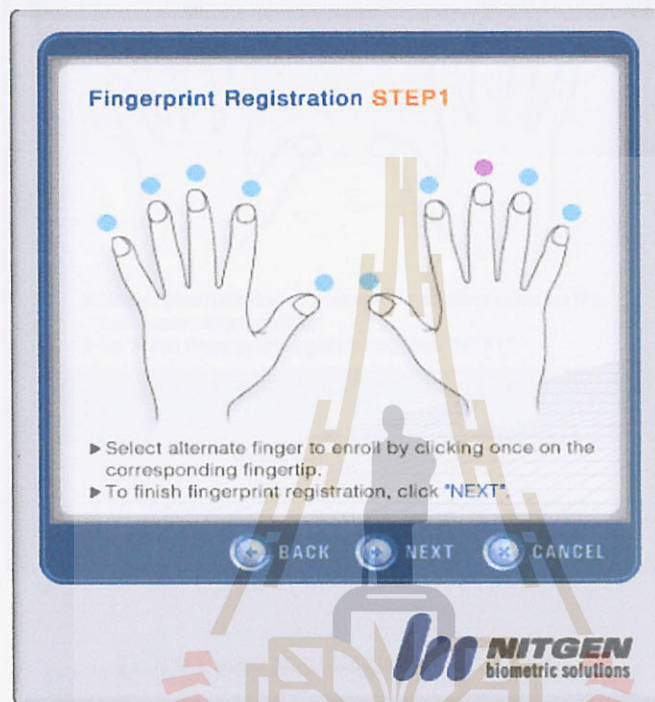 Fingerprint Registration STEP1
▶ Select alternate finger to enroll by clicking once on the
corresponding fingertip.
▶ To finish fingerprint registration, click "NEXT".
BACK NEXT CANCEL
NITGEN
biometric solutions